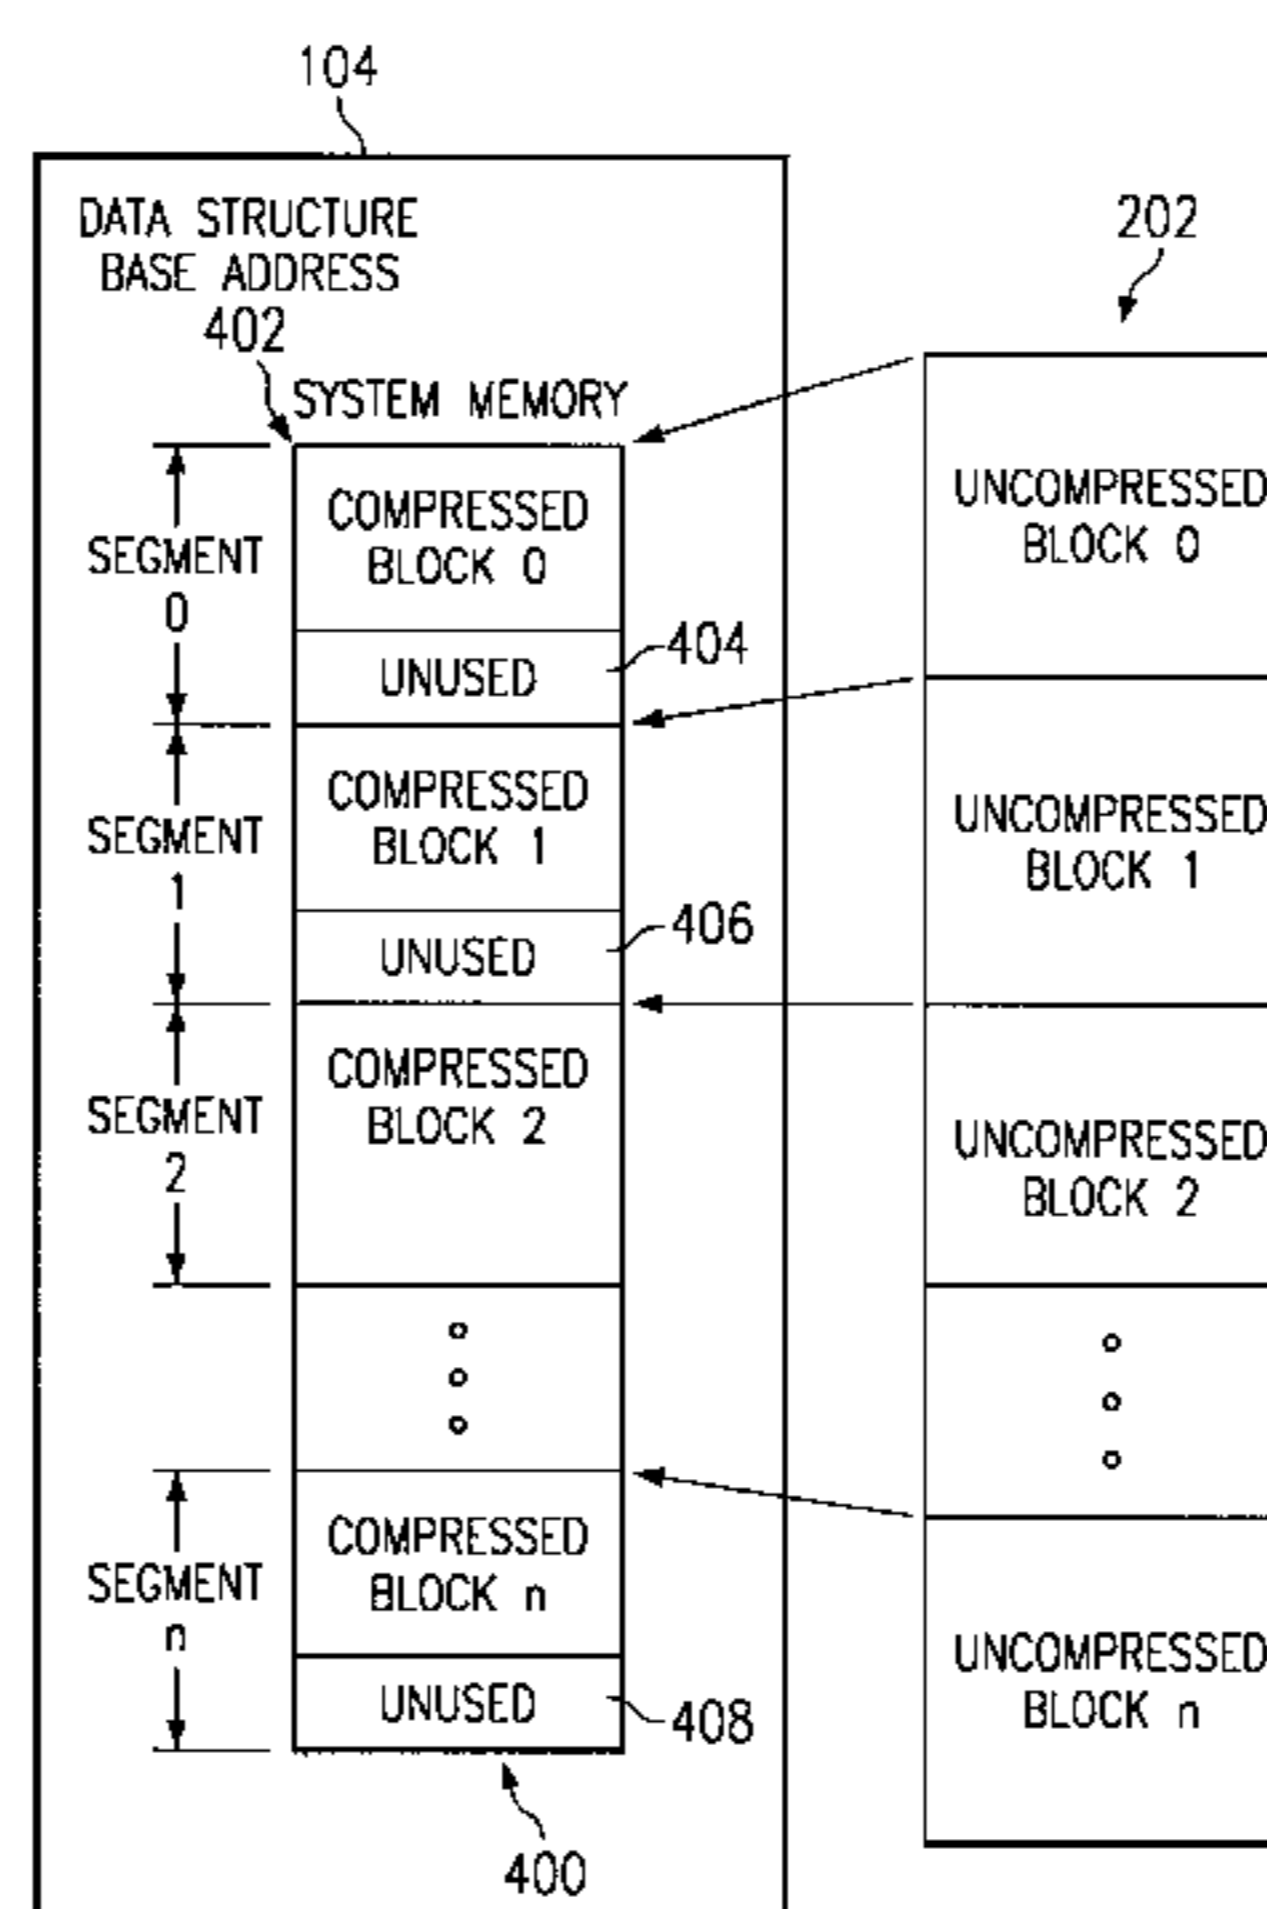 104
DATA STRUCTURE
BASE ADDRESS
402
SYSTEM MEMORY
SEGMENT
0
COMPRESSED
BLOCK 0
UNUSED
404
SEGMENT
1
COMPRESSED
BLOCK 1
UNUSED
406
SEGMENT
2
COMPRESSED
BLOCK 2
SEGMENT
n
COMPRESSED
BLOCK n
UNUSED
408
400
202
UNCOMPRESSED
BLOCK 0
UNCOMPRESSED
BLOCK 1
UNCOMPRESSED
BLOCK 2
UNCOMPRESSED
BLOCK n